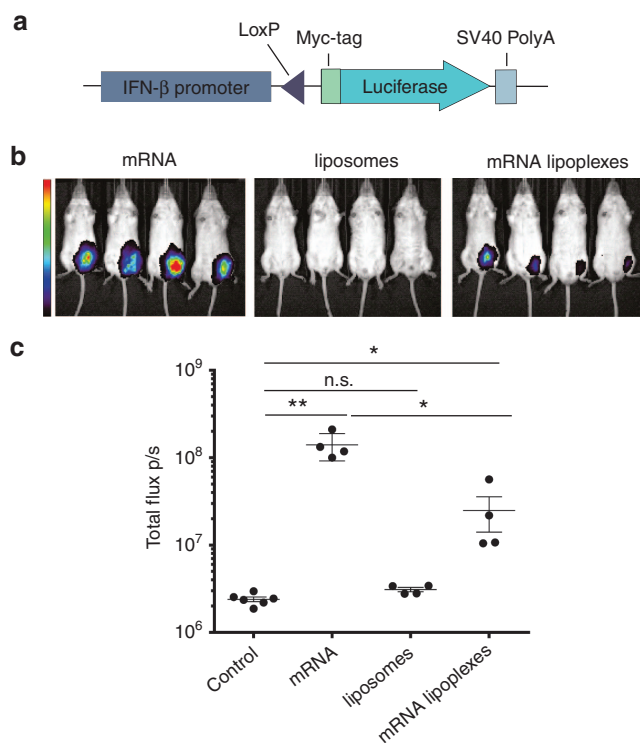 a
LoxP
Myc-tag
SV40 PolyA
IFN-β promoter
Luciferase
b
mRNA
liposomes
mRNA lipoplexes
c
*
n.s.
** *
10⁹
10⁸
10⁷
10⁶
Total flux p/s
Control
mRNA
liposomes
mRNA lipoplexes